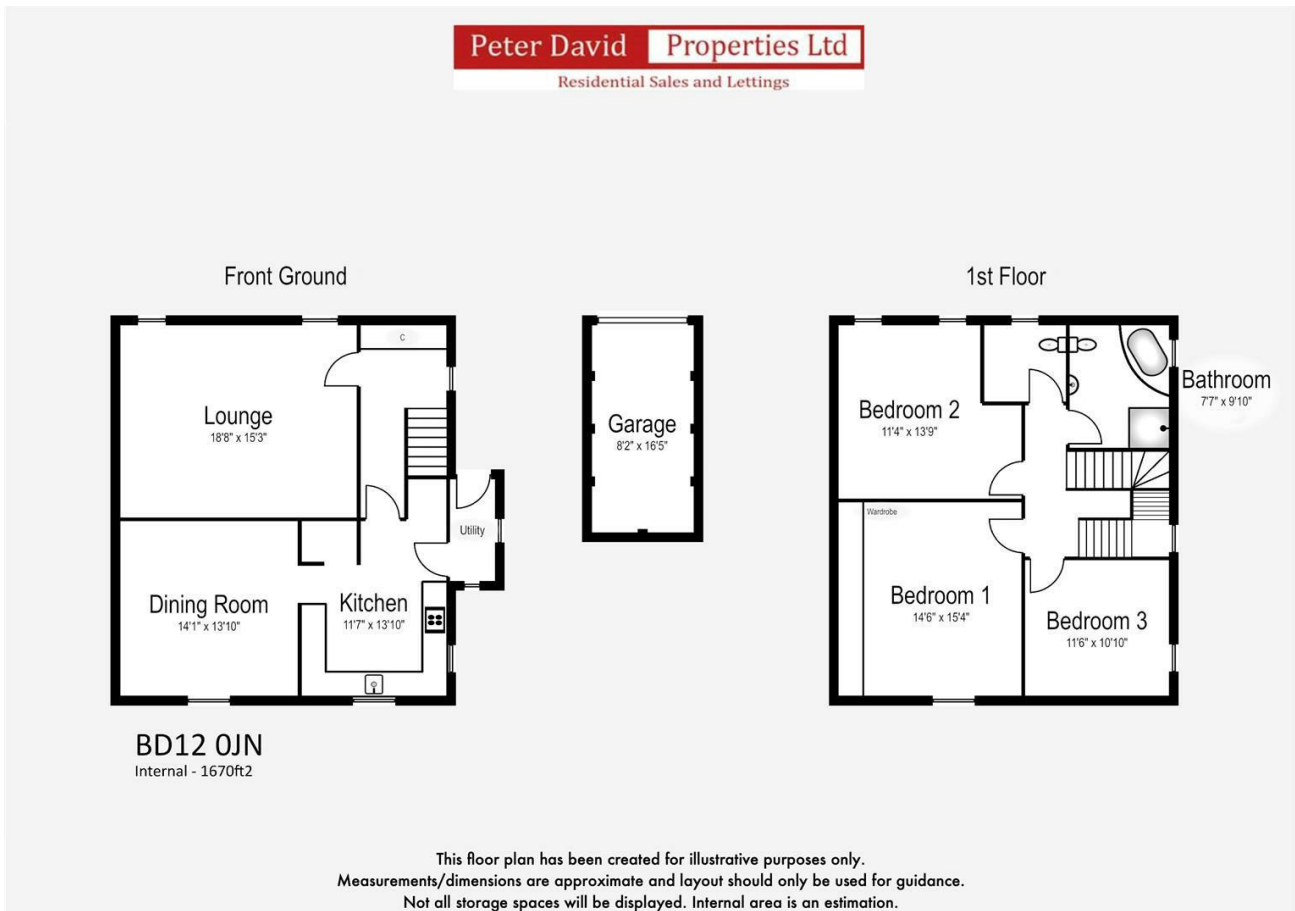 Peter David Properties Ltd
Residential Sales and Lettings
Front Ground
1st Floor
C
Lounge
18'8" x 15'3"
Utility
Dining Room
14'1" x 13'10"
Kitchen
11'7" x 13'10"
Garage
8'2" x 16'5"
Bedroom 2
11'4" x 13'9"
Bathroom
7'7" x 9'10"
Wardrobe
Bedroom 1
14'6" x 15'4"
Bedroom 3
11'6" x 10'10"
BD12 0JN
Internal - 1670ft2
This floor plan has been created for illustrative purposes only.
Measurements/dimensions are approximate and layout should only be used for guidance.
Not all storage spaces will be displayed. Internal area is an estimation.